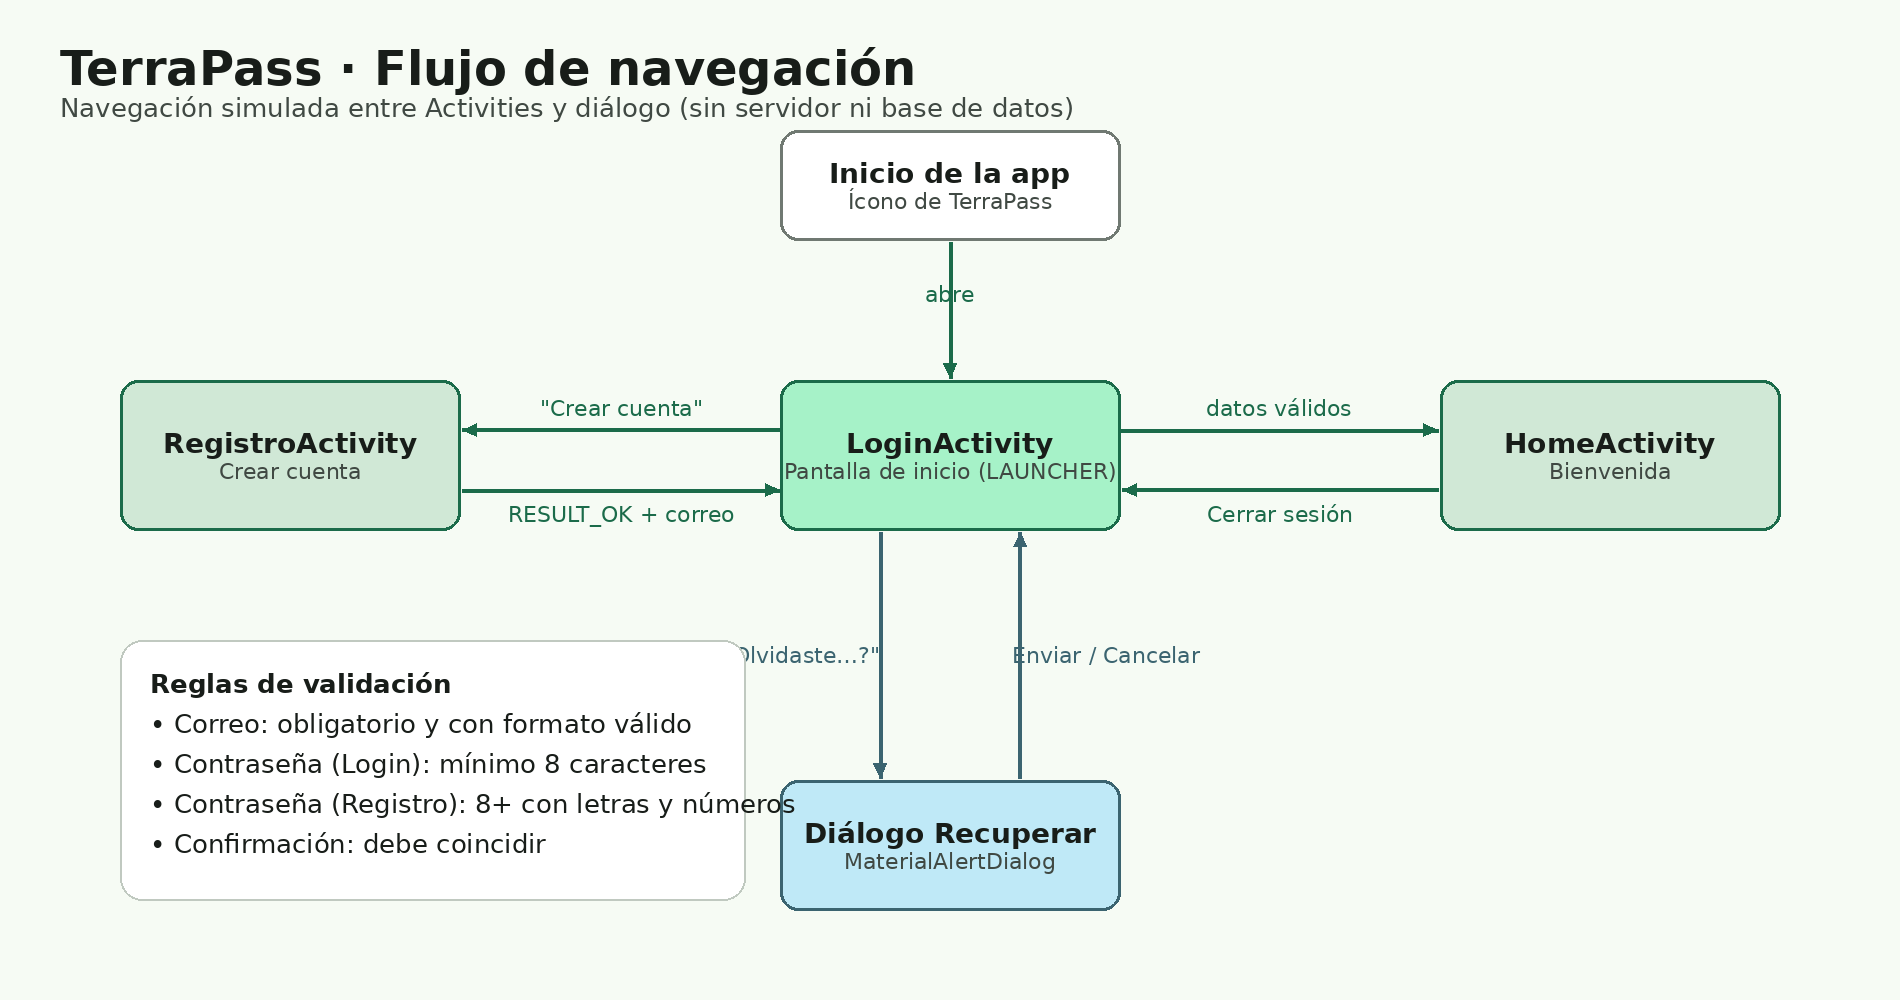 TerraPass · Flujo de navegación
Navegación simulada entre Activities y diálogo (sin servidor ni base de datos)
Inicio de la app
Ícono de TerraPass
abre
RegistroActivity
Crear cuenta
"Crear cuenta"
RESULT_OK + correo
LoginActivity
Pantalla de inicio (LAUNCHER)
datos válidos
Cerrar sesión
HomeActivity
Bienvenida
Olvidaste...?"
Enviar / Cancelar
Reglas de validación
• Correo: obligatorio y con formato válido
• Contraseña (Login): mínimo 8 caracteres
• Contraseña (Registro): 8+ con letras y números
• Confirmación: debe coincidir
Diálogo Recuperar
MaterialAlertDialog